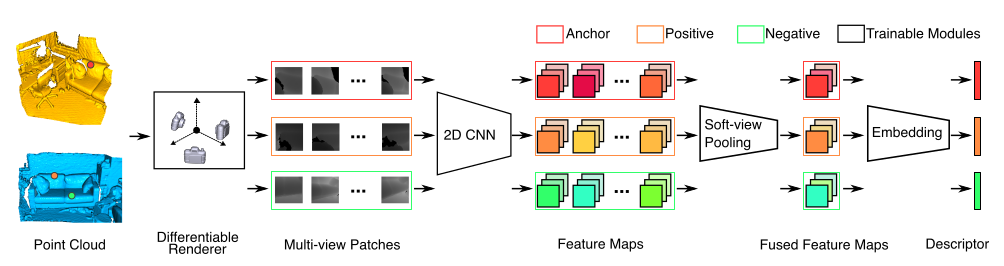 Anchor
Positive
Negative
Trainable Modules
2D CNN
Soft-view
Pooling
Embedding
Point Cloud
Differentiable
Renderer
Multi-view Patches
Feature Maps
Fused Feature Maps
Descriptor